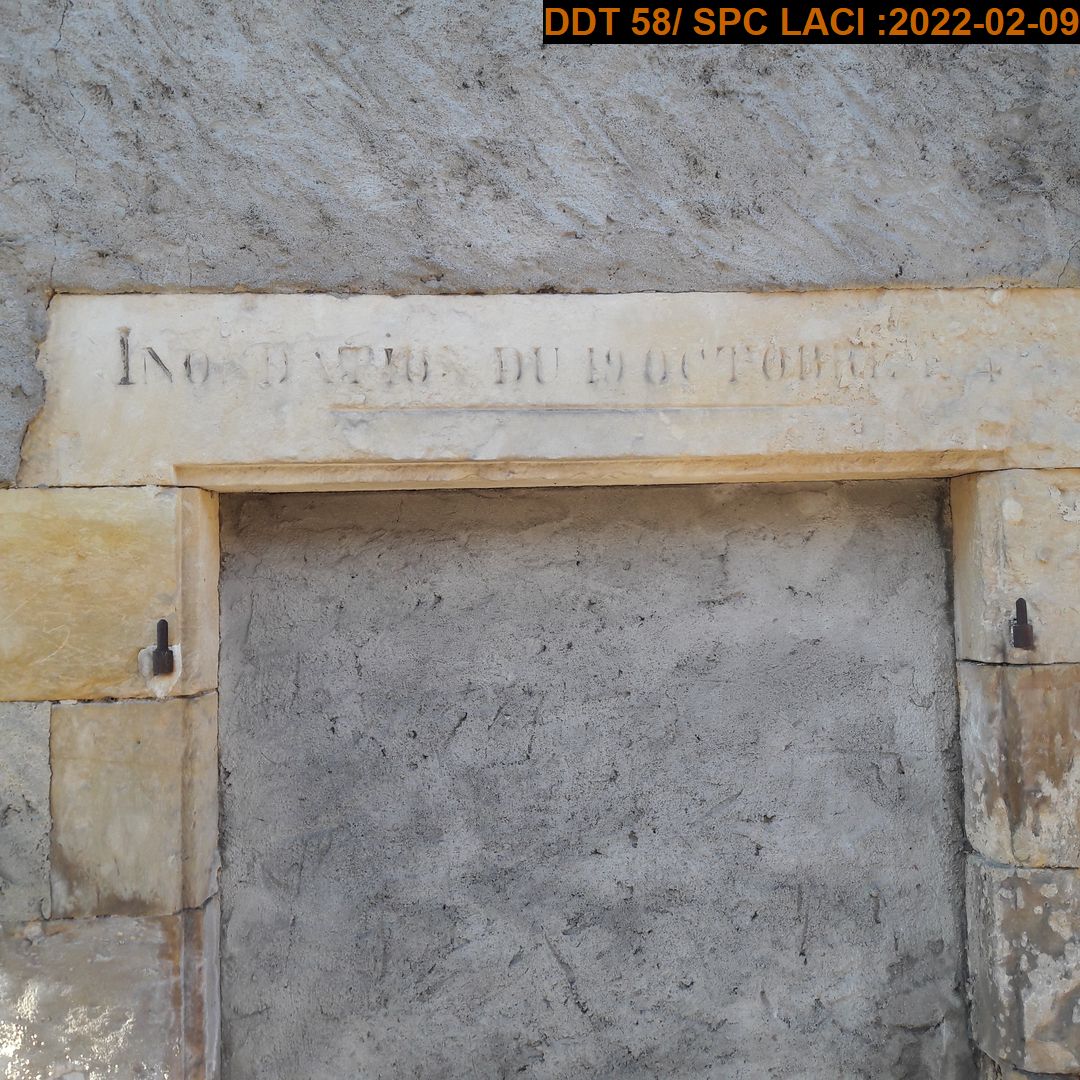 DDT 58/ SPC LACI :2022-02-09
INONDATION DU 19 OCTOBRE